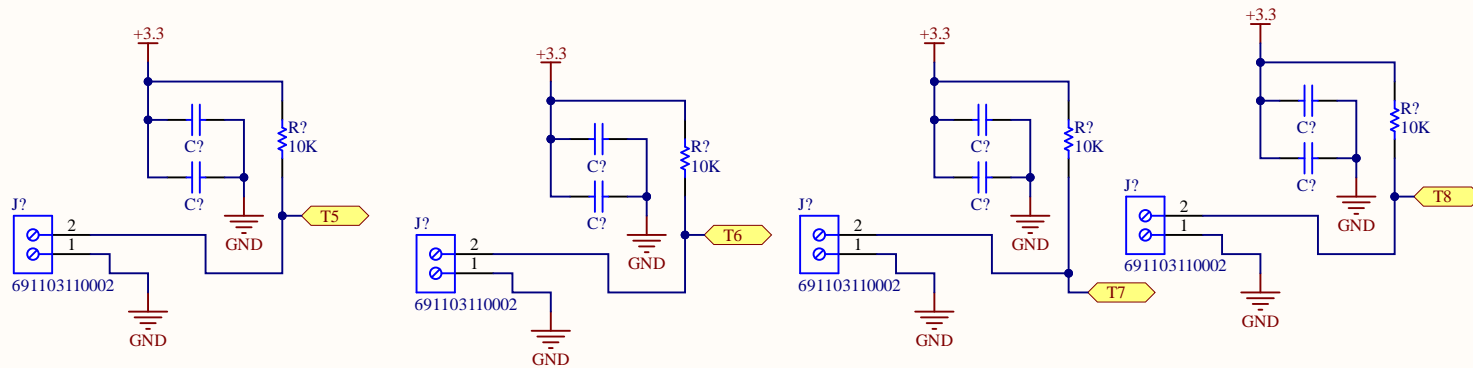 +3.3
R?
10K
C?
C?
J?
2
1
T5
GND
691103110002
GND
+3.3
R?
10K
C?
C?
J?
2
1
T6
GND
691103110002
GND
+3.3
R?
10K
C?
C?
J?
2
1
GND
691103110002
T7
GND
+3.3
R?
10K
C?
C?
J?
2
1
T8
GND
691103110002
GND